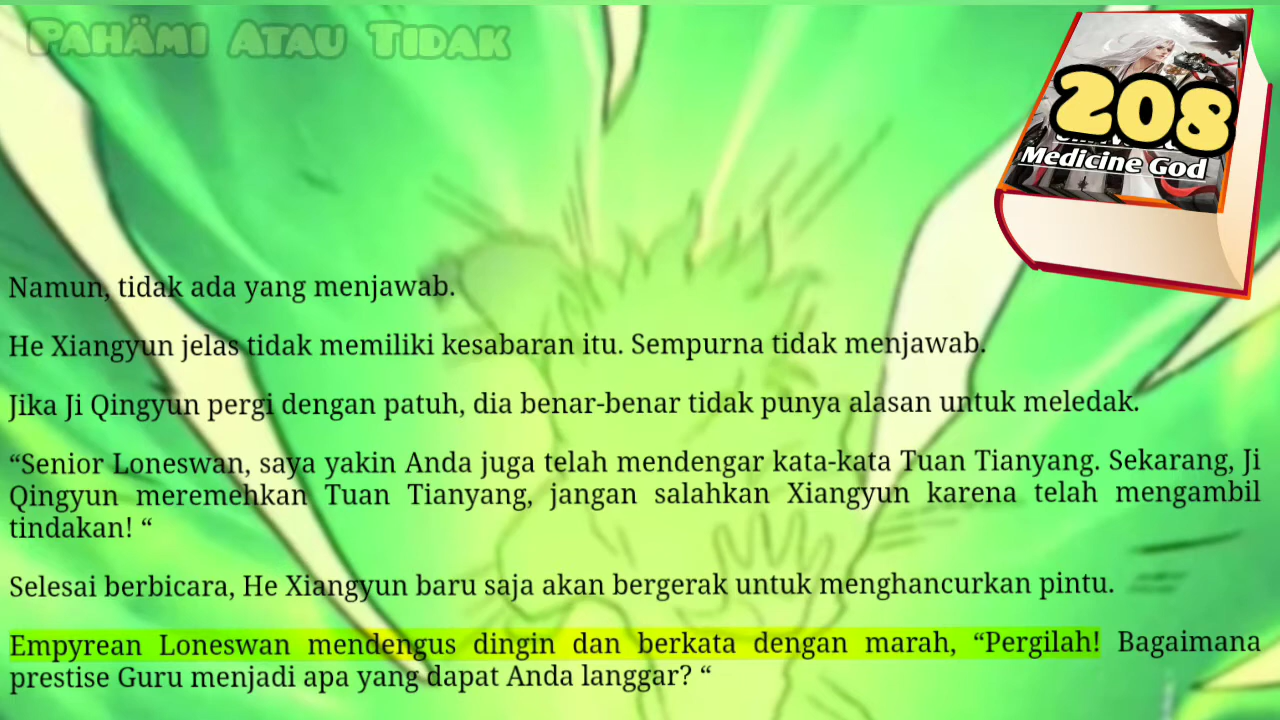 Pahämi Atau Tidak
208
Medicine God
Namun, tidak ada yang menjawab.
He Xiangyun jelas tidak memiliki kesabaran itu. Sempurna tidak menjawab.
Jika Ji Qingyun pergi dengan patuh, dia benar-benar tidak punya alasan untuk meledak.
“Senior Loneswan, saya yakin Anda juga telah mendengar kata-kata Tuan Tianyang. Sekarang, Ji
Qingyun meremehkan Tuan Tianyang, jangan salahkan Xiangyun karena telah mengambil
tindakan! “
Selesai berbicara, He Xiangyun baru saja akan bergerak untuk menghancurkan pintu.
Empyrean Loneswan mendengus dingin dan berkata dengan marah, “Pergilah! Bagaimana
prestise Guru menjadi apa yang dapat Anda langgar? “